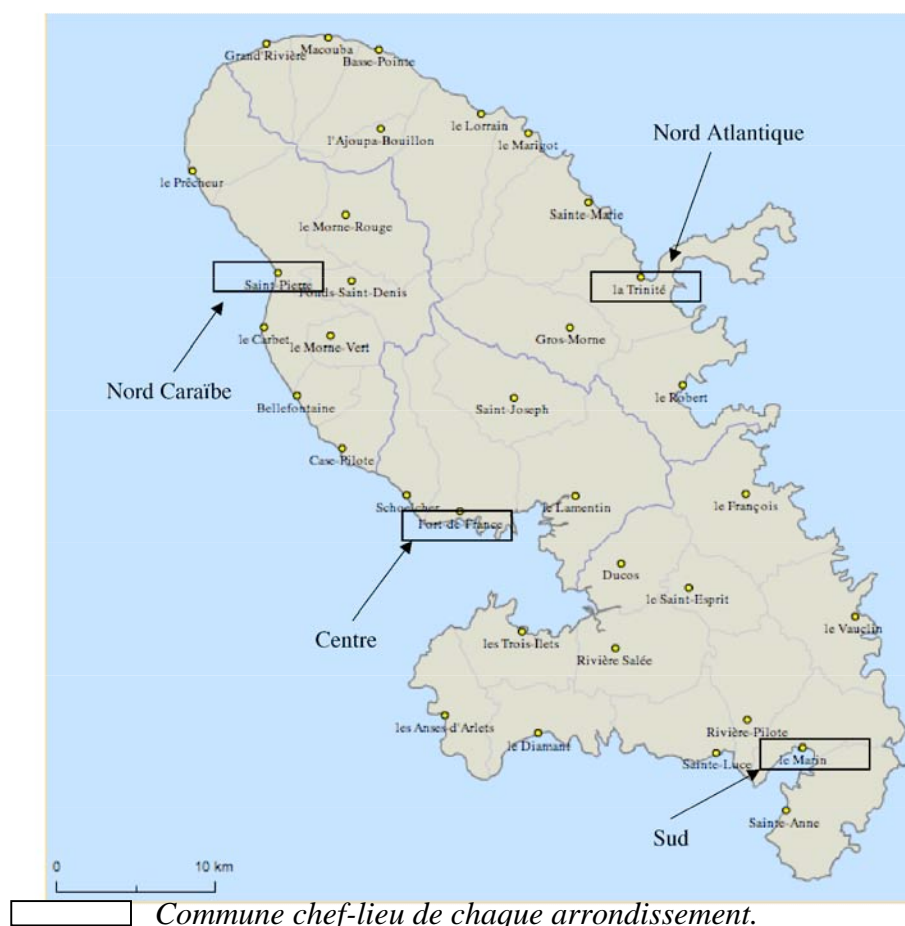 Macouba
Grand'Rivière
Basse-Pointe
le Lorrain
l'Ajoupa-Bouillon
le Marigot
Nord Atlantique
le Prêcheur
Sainte-Marie
le Morne-Rouge
Saint-Pierre
Fonds-Saint-Denis
la Trinité
le Carbet
le Morne-Vert
Gros-Morne
Nord Caraïbe
Bellefontaine
Saint-Joseph
le Robert
Case-Pilote
Schoelcher
le Lamentin
le François
Fort-de-France
Ducos
le Saint-Esprit
Centre
les Trois-Ilets
le Vauclin
Rivière Salée
les Anses-d'Arlets
Rivière-Pilote
le Diamant
Sainte-Luce
le Marin
Sainte-Anne
Sud
0 10 km
Commune chef-lieu de chaque arrondissement.